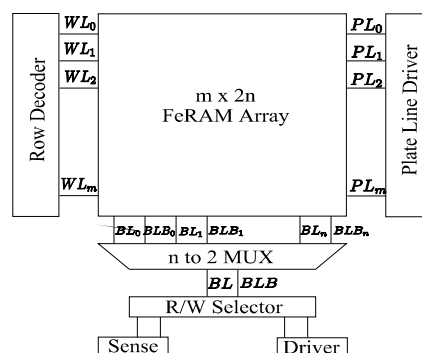 WL₀ PL₀
WL₁ PL₁
WL₂ m x 2n PL₂
FeRAM Array
Row Decoder
Plate Line Driver
WLₘ PLₘ
BL₀ BLB₀ BL₁ BLB₁ BLₙ BLBₙ
n to 2 MUX
BL BLB
R/W Selector
Sense Driver